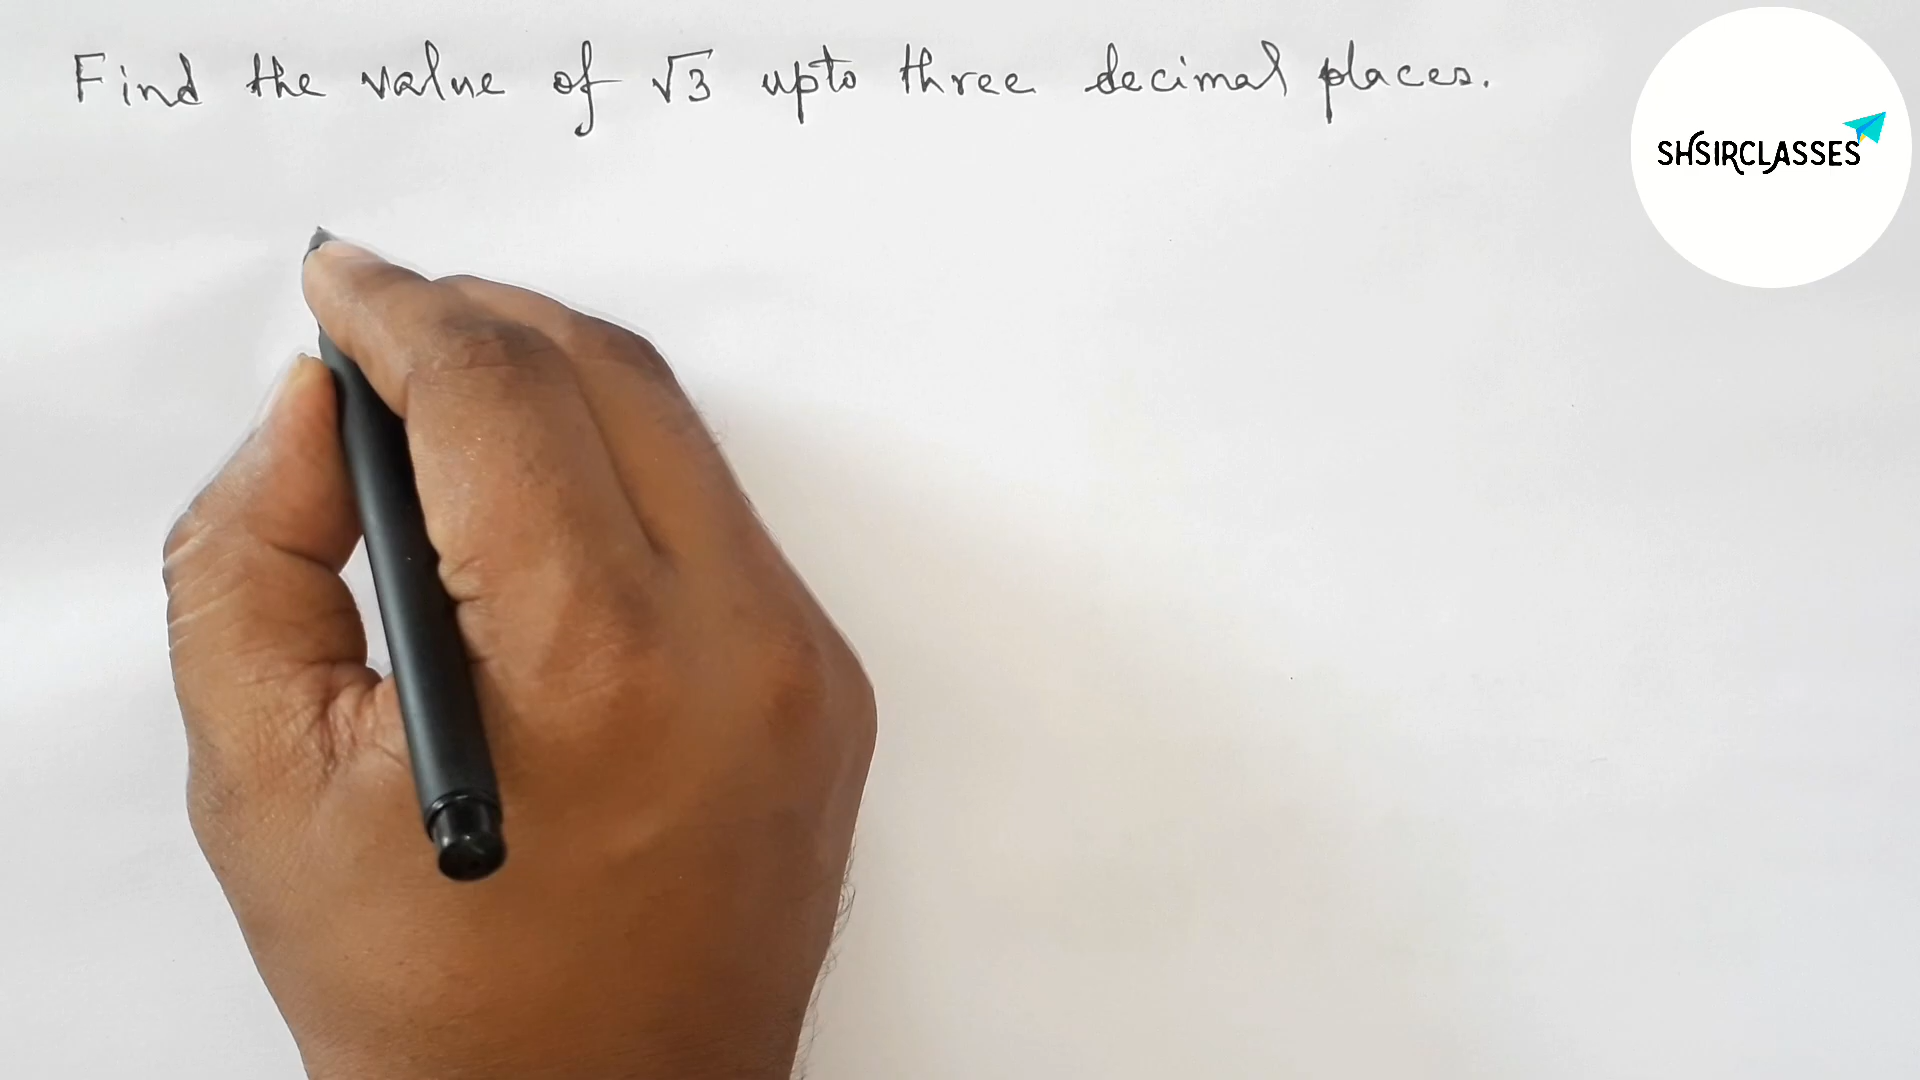 Find the value of √3 upto three decimal places.
SHSIRCLASSES